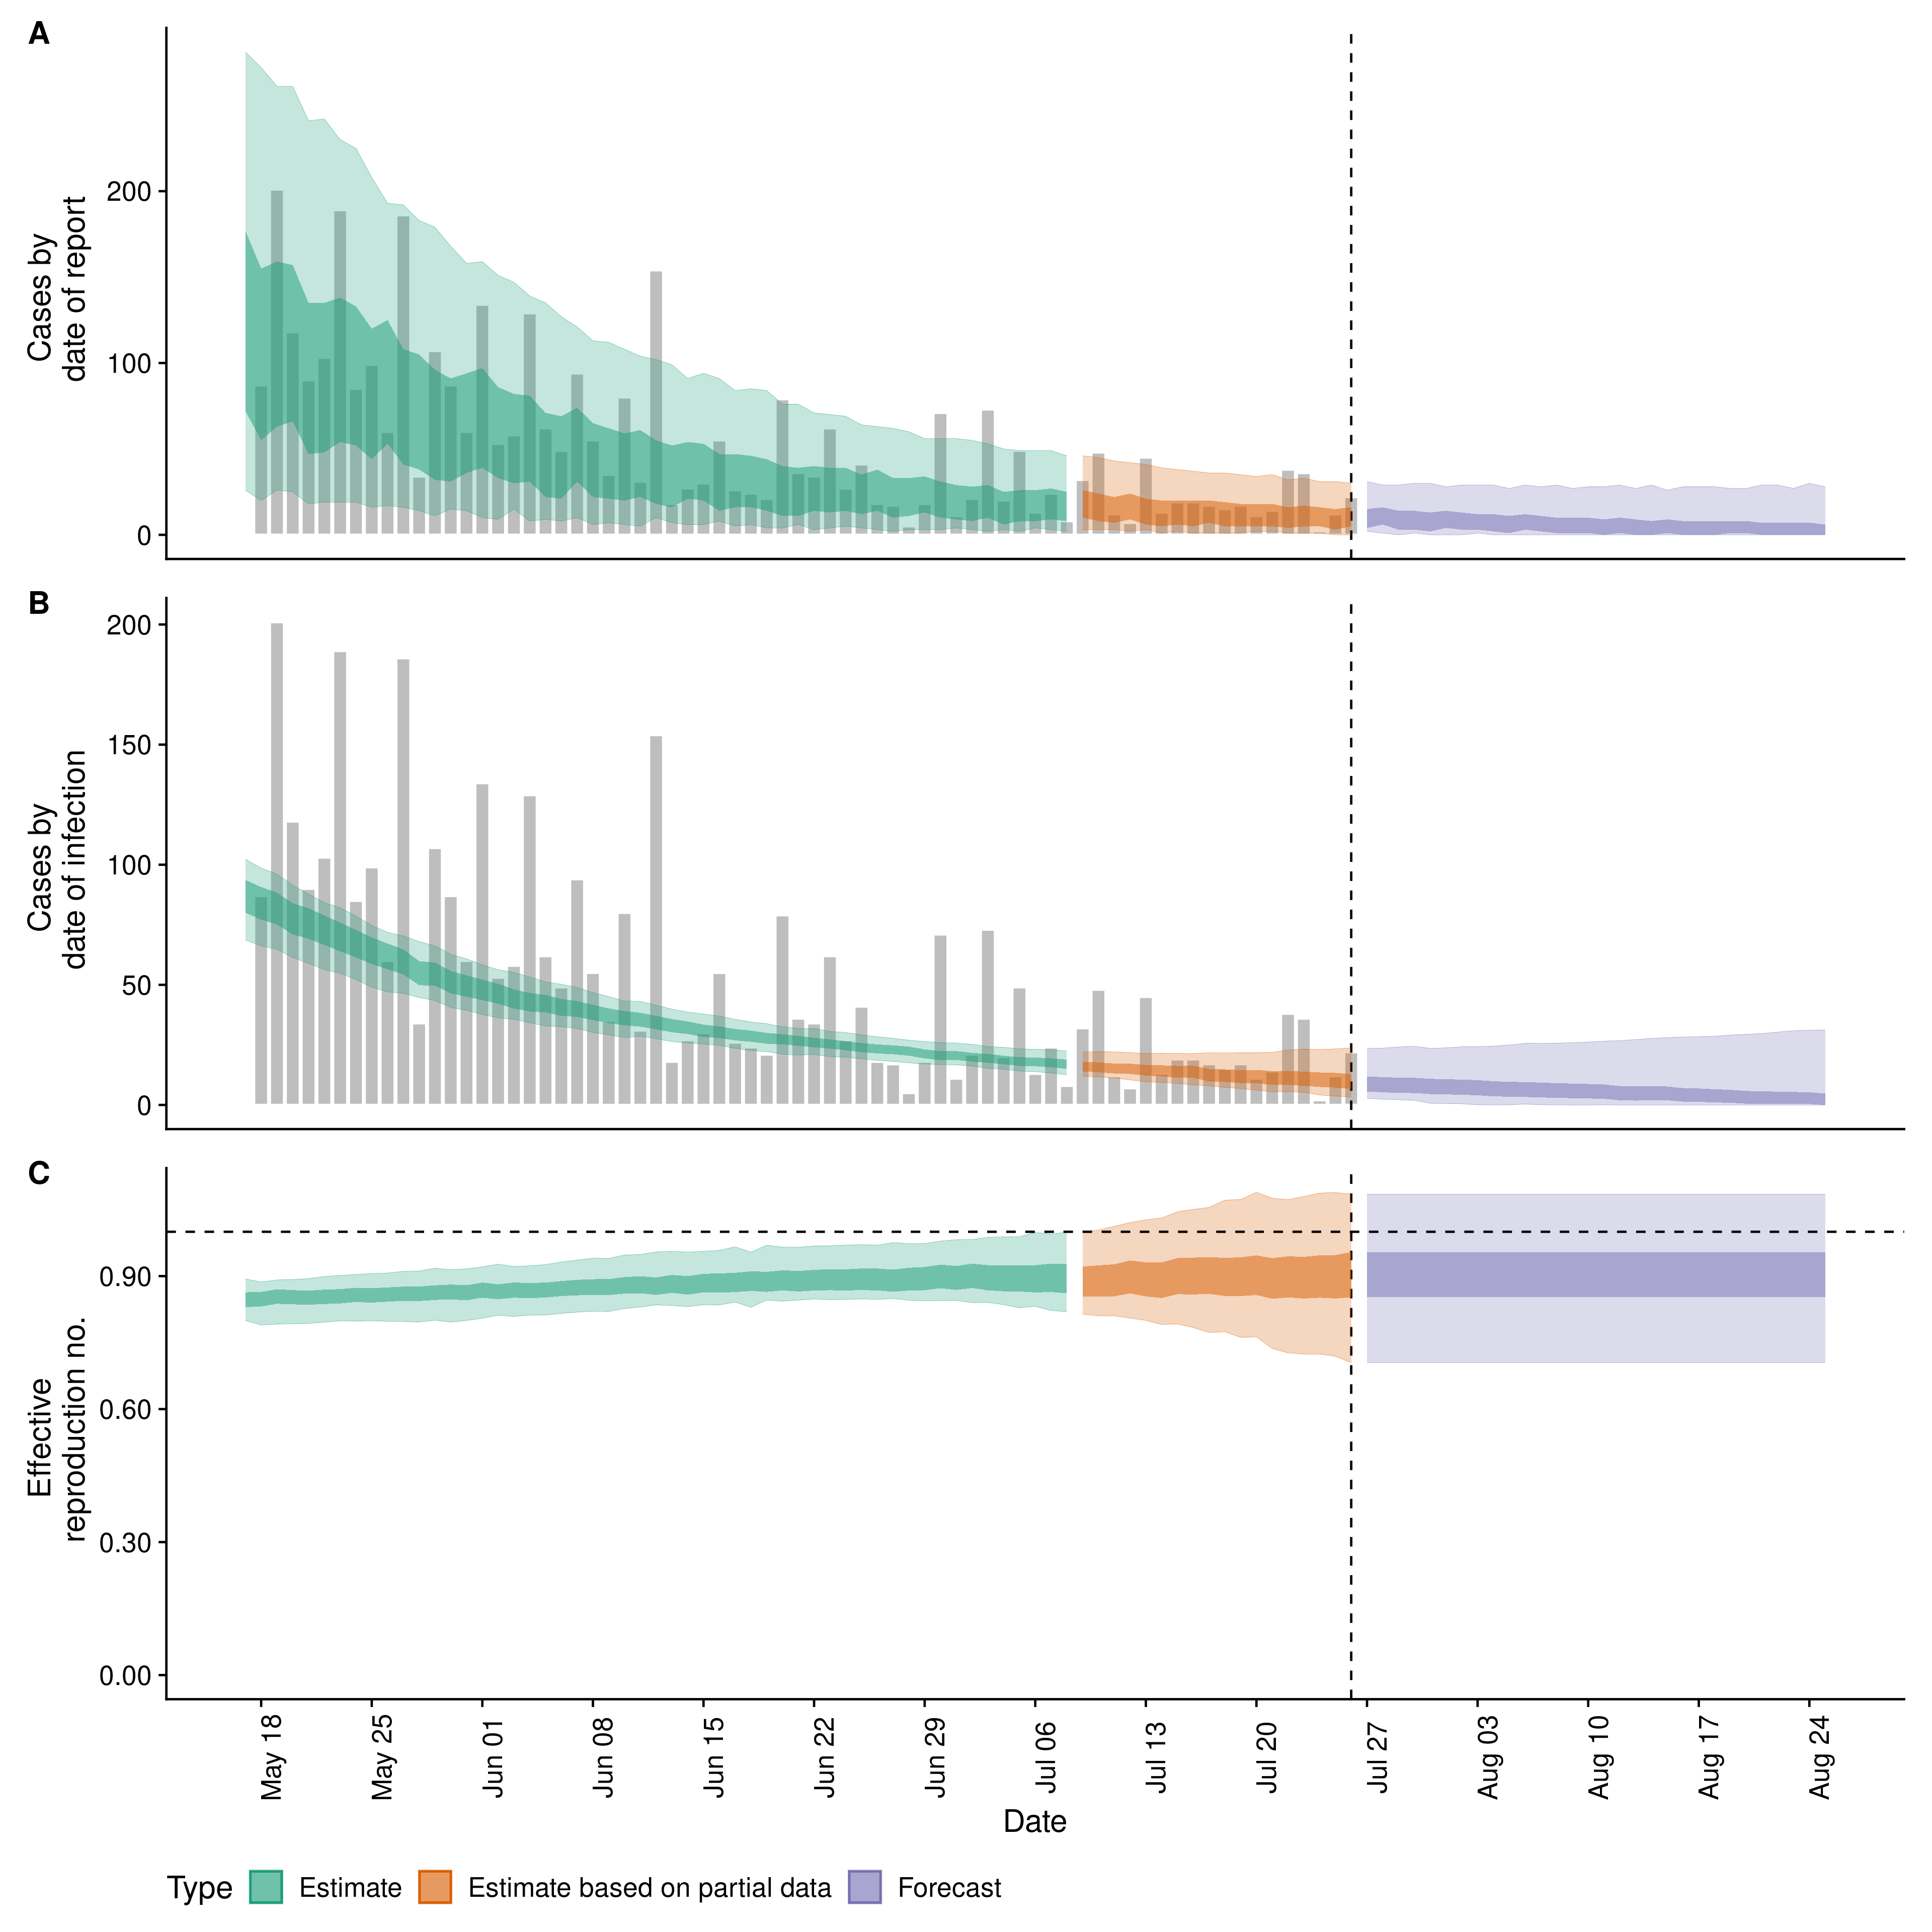 A
Cases by
date of report
200
100
0
B
Cases by
date of infection
200
150
100
50
0
C
Effective
reproduction no.
0.90
0.60
0.30
0.00
May 18
May 25
Jun 01
Jun 08
Jun 15
Jun 22
Jun 29
Jul 06
Jul 13
Jul 20
Jul 27
Aug 03
Aug 10
Aug 17
Aug 24
Date
Type Estimate Estimate based on partial data Forecast